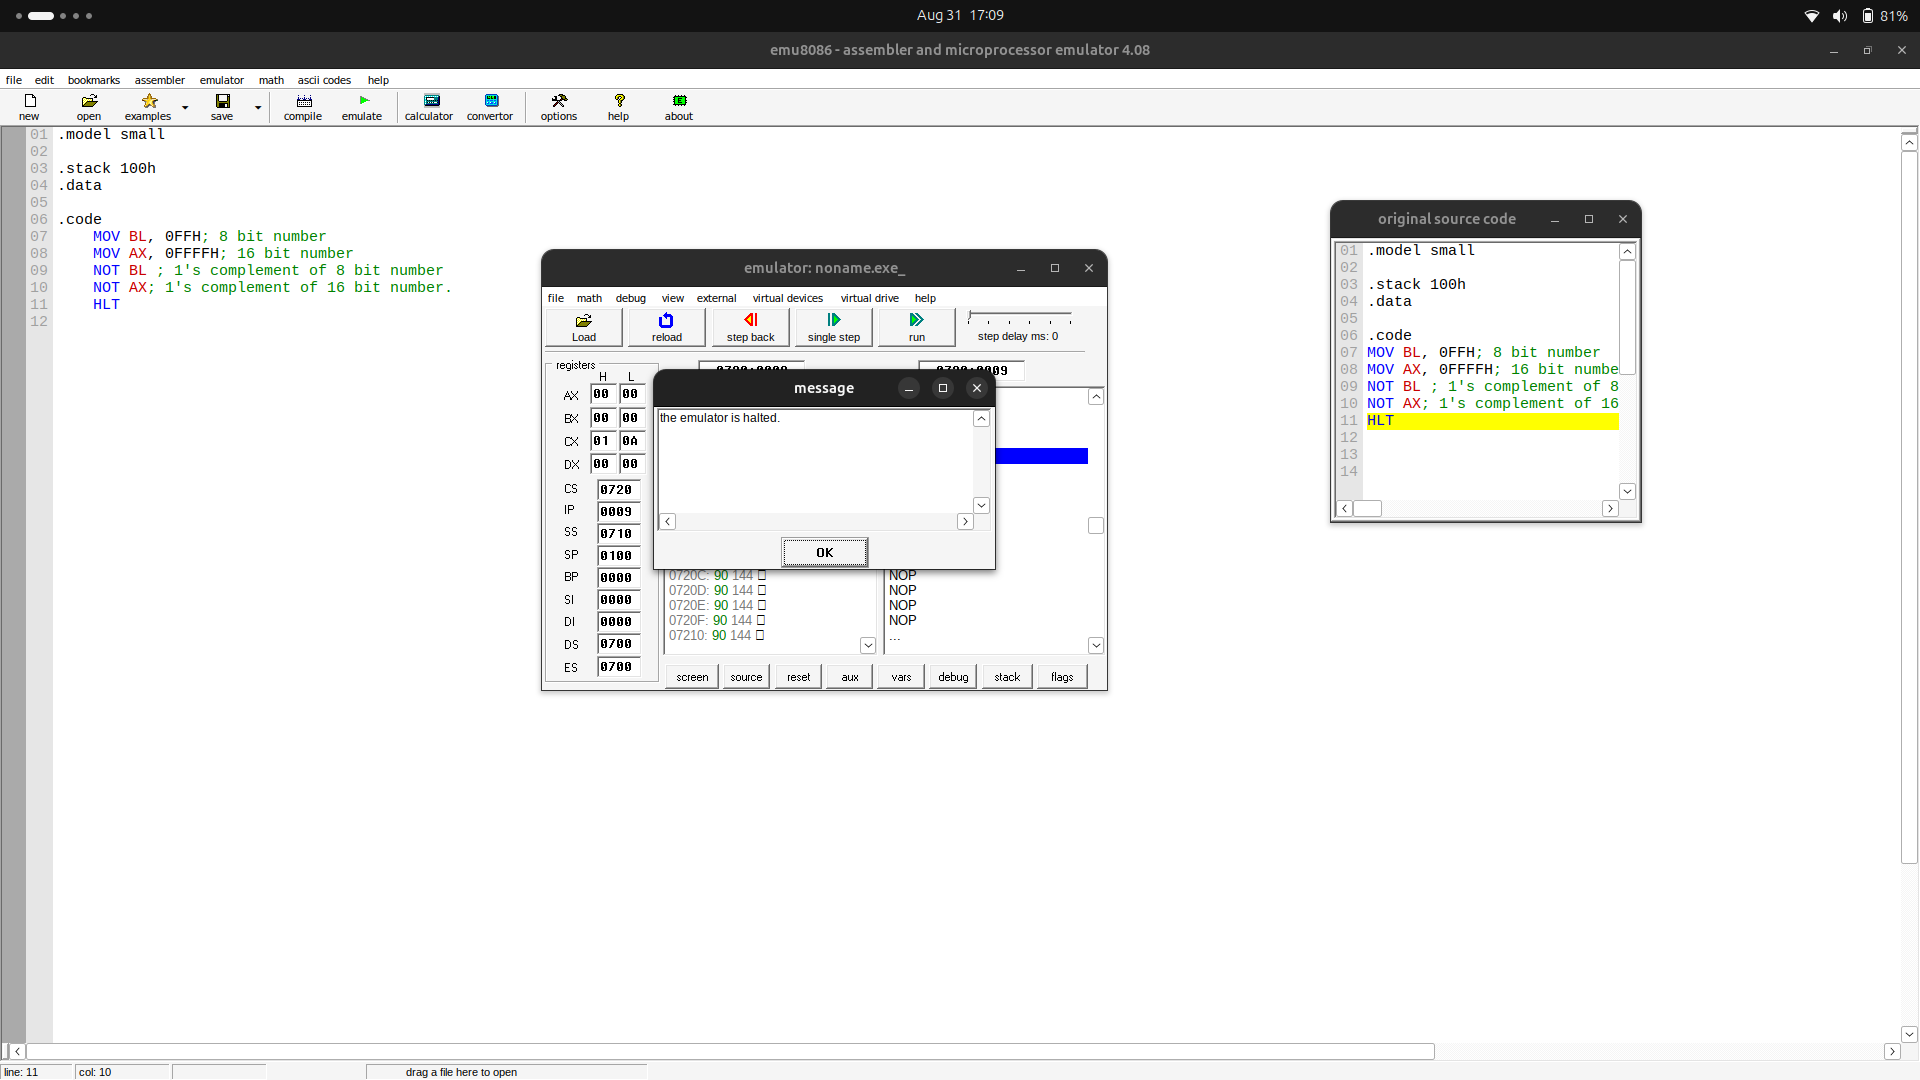 Aug 31 17:09
81%
emu8086 - assembler and microprocessor emulator 4.08
file edit bookmarks assembler emulator math ascii codes help
new open examples save compile emulate calculator convertor options help about
01 .model small
02
03 .stack 100h
04 .data
05
06 .code
07 MOV BL, 0FFH; 8 bit number
08 MOV AX, 0FFFFH; 16 bit number
09 NOT BL ; 1's complement of 8 bit number
10 NOT AX; 1's complement of 16 bit number.
11 HLT
12
emulator: noname.exe_
file math debug view external virtual devices virtual drive help
Load reload step back single step run step delay ms: 0
registers
H L
AX 00 00
BX 00 00
CX 01 0A
DX 00 00
CS 0720
IP 0009
SS 0710
SP 0100
BP 0000
SI 0000
DI 0000
DS 0700
ES 0700
message
the emulator is halted.
OK
0720C: 90 144
0720D: 90 144
0720E: 90 144
0720F: 90 144
07210: 90 144
NOP
NOP
NOP
NOP
...
screen source reset aux vars debug stack flags
original source code
01 .model small
02
03 .stack 100h
04 .data
05
06 .code
07 MOV BL, 0FFH; 8 bit number
08 MOV AX, 0FFFFH; 16 bit numbe
09 NOT BL ; 1's complement of 8
10 NOT AX; 1's complement of 16
11 HLT
12
13
14
line: 11
col: 10
drag a file here to open